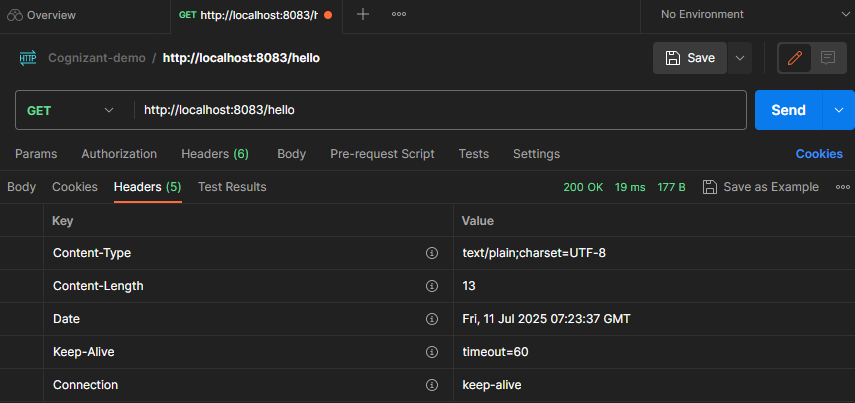 Overview GET http://localhost:8083/h No Environment
HTTP Cognizant-demo / http://localhost:8083/hello Save
GET http://localhost:8083/hello Send
Params Authorization Headers (6) Body Pre-request Script Tests Settings Cookies
Body Cookies Headers (5) Test Results 200 OK 19 ms 177 B Save as Example
Key Value
Content-Type text/plain;charset=UTF-8
Content-Length 13
Date Fri, 11 Jul 2025 07:23:37 GMT
Keep-Alive timeout=60
Connection keep-alive